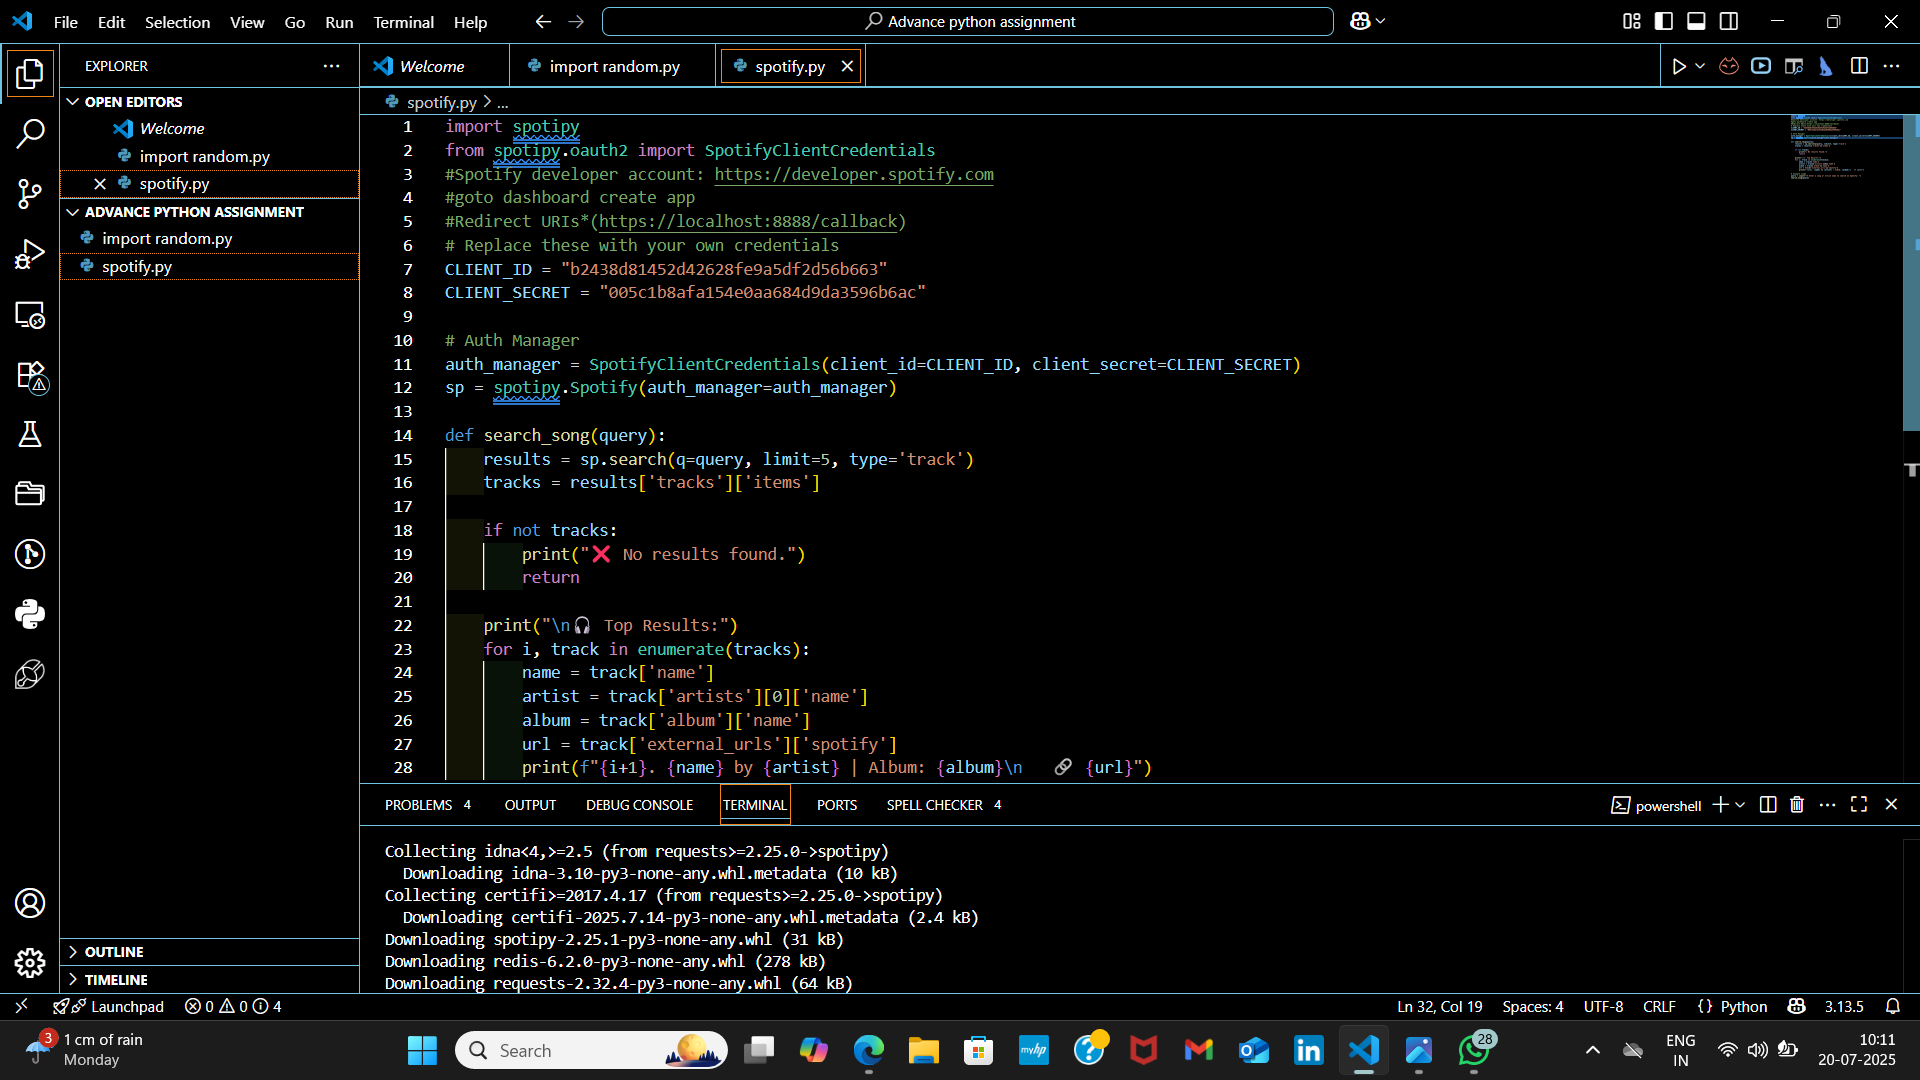 File Edit Selection View Go Run Terminal Help
Advance python assignment
EXPLORER
OPEN EDITORS
Welcome
import random.py
spotify.py
ADVANCE PYTHON ASSIGNMENT
import random.py
spotify.py
OUTLINE
TIMELINE
Welcome import random.py spotify.py
spotify.py > ...
1 import spotipy
2 from spotipy.oauth2 import SpotifyClientCredentials
3 #Spotify developer account: https://developer.spotify.com
4 #goto dashboard create app
5 #Redirect URIs*(https://localhost:8888/callback)
6 # Replace these with your own credentials
7 CLIENT_ID = "b2438d81452d42628fe9a5df2d56b663"
8 CLIENT_SECRET = "005c1b8afa154e0aa684d9da3596b6ac"
9
10 # Auth Manager
11 auth_manager = SpotifyClientCredentials(client_id=CLIENT_ID, client_secret=CLIENT_SECRET)
12 sp = spotipy.Spotify(auth_manager=auth_manager)
13
14 def search_song(query):
15     results = sp.search(q=query, limit=5, type='track')
16     tracks = results['tracks']['items']
17
18     if not tracks:
19         print("❌ No results found.")
20         return
21
22     print("\n🎧 Top Results:")
23     for i, track in enumerate(tracks):
24         name = track['name']
25         artist = track['artists'][0]['name']
26         album = track['album']['name']
27         url = track['external_urls']['spotify']
28         print(f"{i+1}. {name} by {artist} | Album: {album}\n   🔗 {url}")
PROBLEMS 4 OUTPUT DEBUG CONSOLE TERMINAL PORTS SPELL CHECKER 4
powershell
Collecting idna<4,>=2.5 (from requests>=2.25.0->spotipy)
  Downloading idna-3.10-py3-none-any.whl.metadata (10 kB)
Collecting certifi>=2017.4.17 (from requests>=2.25.0->spotipy)
  Downloading certifi-2025.7.14-py3-none-any.whl.metadata (2.4 kB)
Downloading spotipy-2.25.1-py3-none-any.whl (31 kB)
Downloading redis-6.2.0-py3-none-any.whl (278 kB)
Downloading requests-2.32.4-py3-none-any.whl (64 kB)
Launchpad 0 0 4 Ln 32, Col 19 Spaces: 4 UTF-8 CRLF {} Python 3.13.5
3 1 cm of rain
Monday
Search
myhp
28
ENG
IN
10:11
20-07-2025